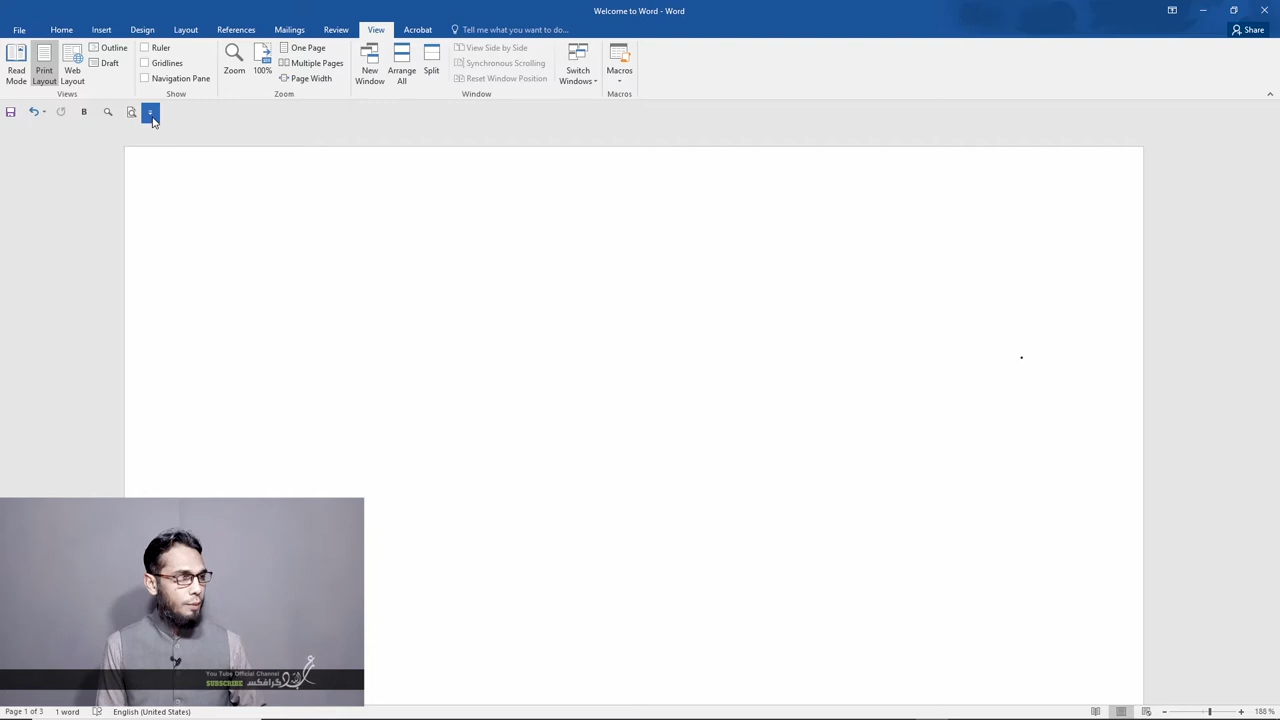 Welcome to Word - Word
File Home Insert Design Layout References Mailings Review View Acrobat Tell me what you want to do... Share
Read Mode
Print Layout
Web Layout
Outline
Draft
Views
Ruler
Gridlines
Navigation Pane
Show
Zoom
100%
One Page
Multiple Pages
Page Width
Zoom
New Window
Arrange All
Split
View Side by Side
Synchronous Scrolling
Reset Window Position
Window
Switch Windows
Macros
Macros
B
You Tube Official Channel
SUBSCRIBE گرافکس
Page 1 of 3 1 word English (United States) 188 %